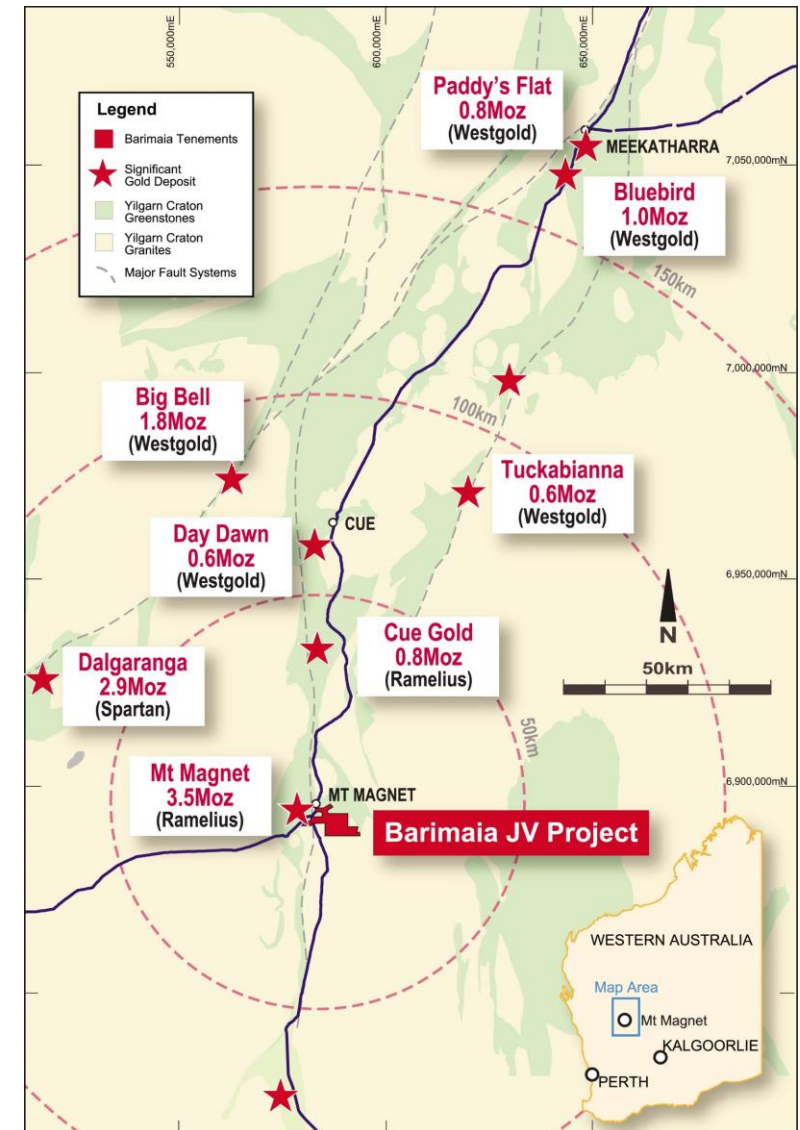 550,000mE
600,000mE
650,000mE
Legend
Barimaia Tenements
Significant
Gold Deposit
Yilgarn Craton
Greenstones
Yilgarn Craton
Granites
Major Fault Systems
Paddy's Flat
0.8Moz
(Westgold)
MEEKATHARRA
7,050,000mN
Bluebird
1.0Moz
(Westgold)
150km
7,000,000mN
Big Bell
1.8Moz
(Westgold)
100km
Tuckabianna
0.6Moz
(Westgold)
CUE
Day Dawn
0.6Moz
(Westgold)
6,950,000mN
N
50km
Cue Gold
0.8Moz
(Ramelius)
Dalgaranga
2.9Moz
(Spartan)
50km
Mt Magnet
3.5Moz
(Ramelius)
MT MAGNET
6,900,000mN
Barimaia JV Project
WESTERN AUSTRALIA
Map Area
Mt Magnet
KALGOORLIE
PERTH